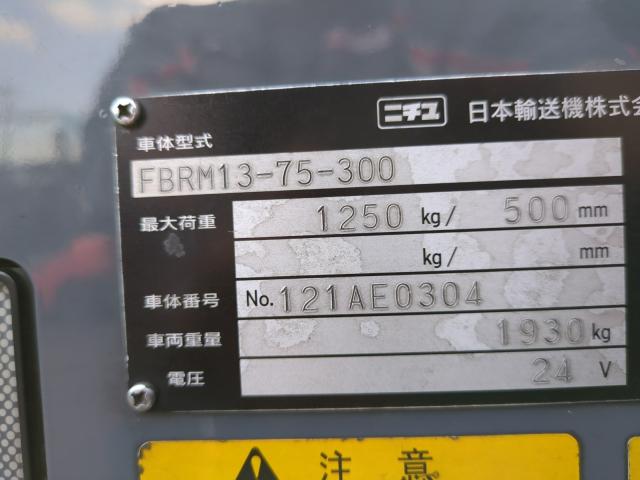 ニチユ 日本輸送機株式会
車体型式
FBRM13-75-300
最大荷重 1250 kg/ 500 mm
kg/ mm
車体番号 No. 121AE0304
車両重量 1930 kg
電圧 24 V
注意